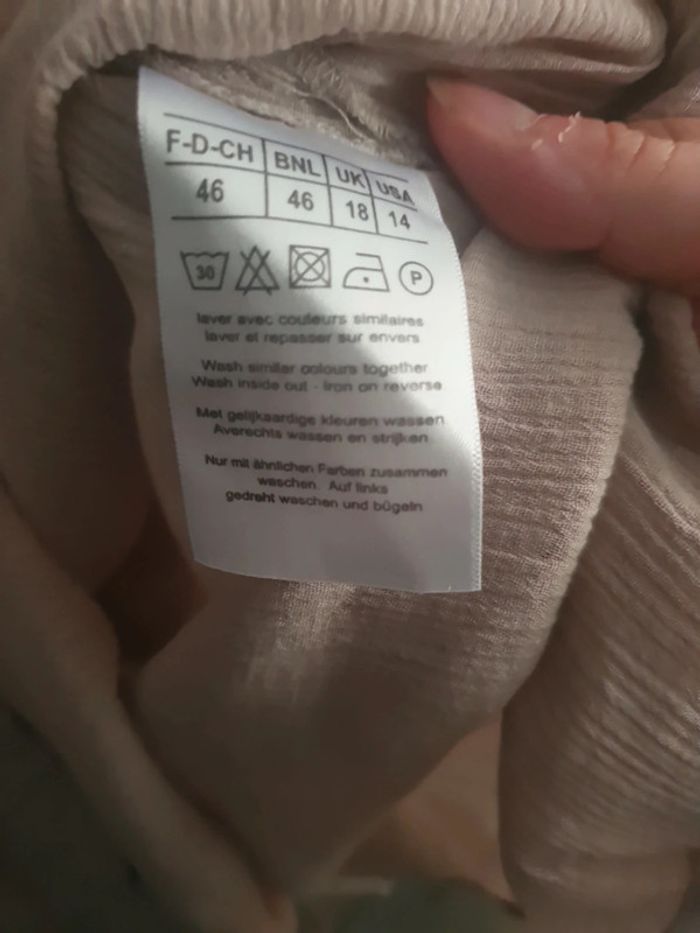 F-D-CH BNL UK USA
46 46 18 14
30 P
laver avec couleurs similaires
laver et repasser sur envers
Wash similar colours together
Wash inside out - Iron on reverse
Met gelijkaardige kleuren wassen
Averechts wassen en strijken
Nur mit ähnlichen Farben zusammen
waschen. Auf links
gedreht waschen und bügeln